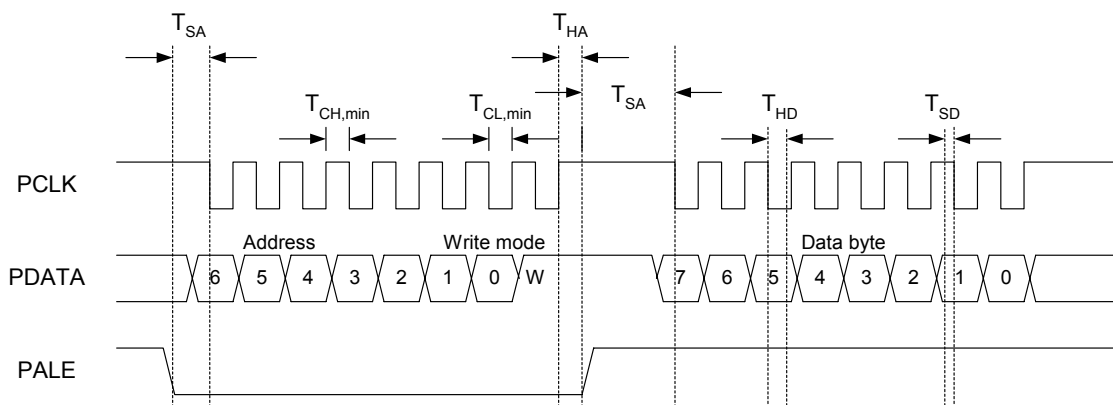 T_SA T_HA
T_SA
T_CH,min T_CL,min T_HD T_SD
PCLK
Address Write mode Data byte
PDATA 6 5 4 3 2 1 0 W 7 6 5 4 3 2 1 0
PALE